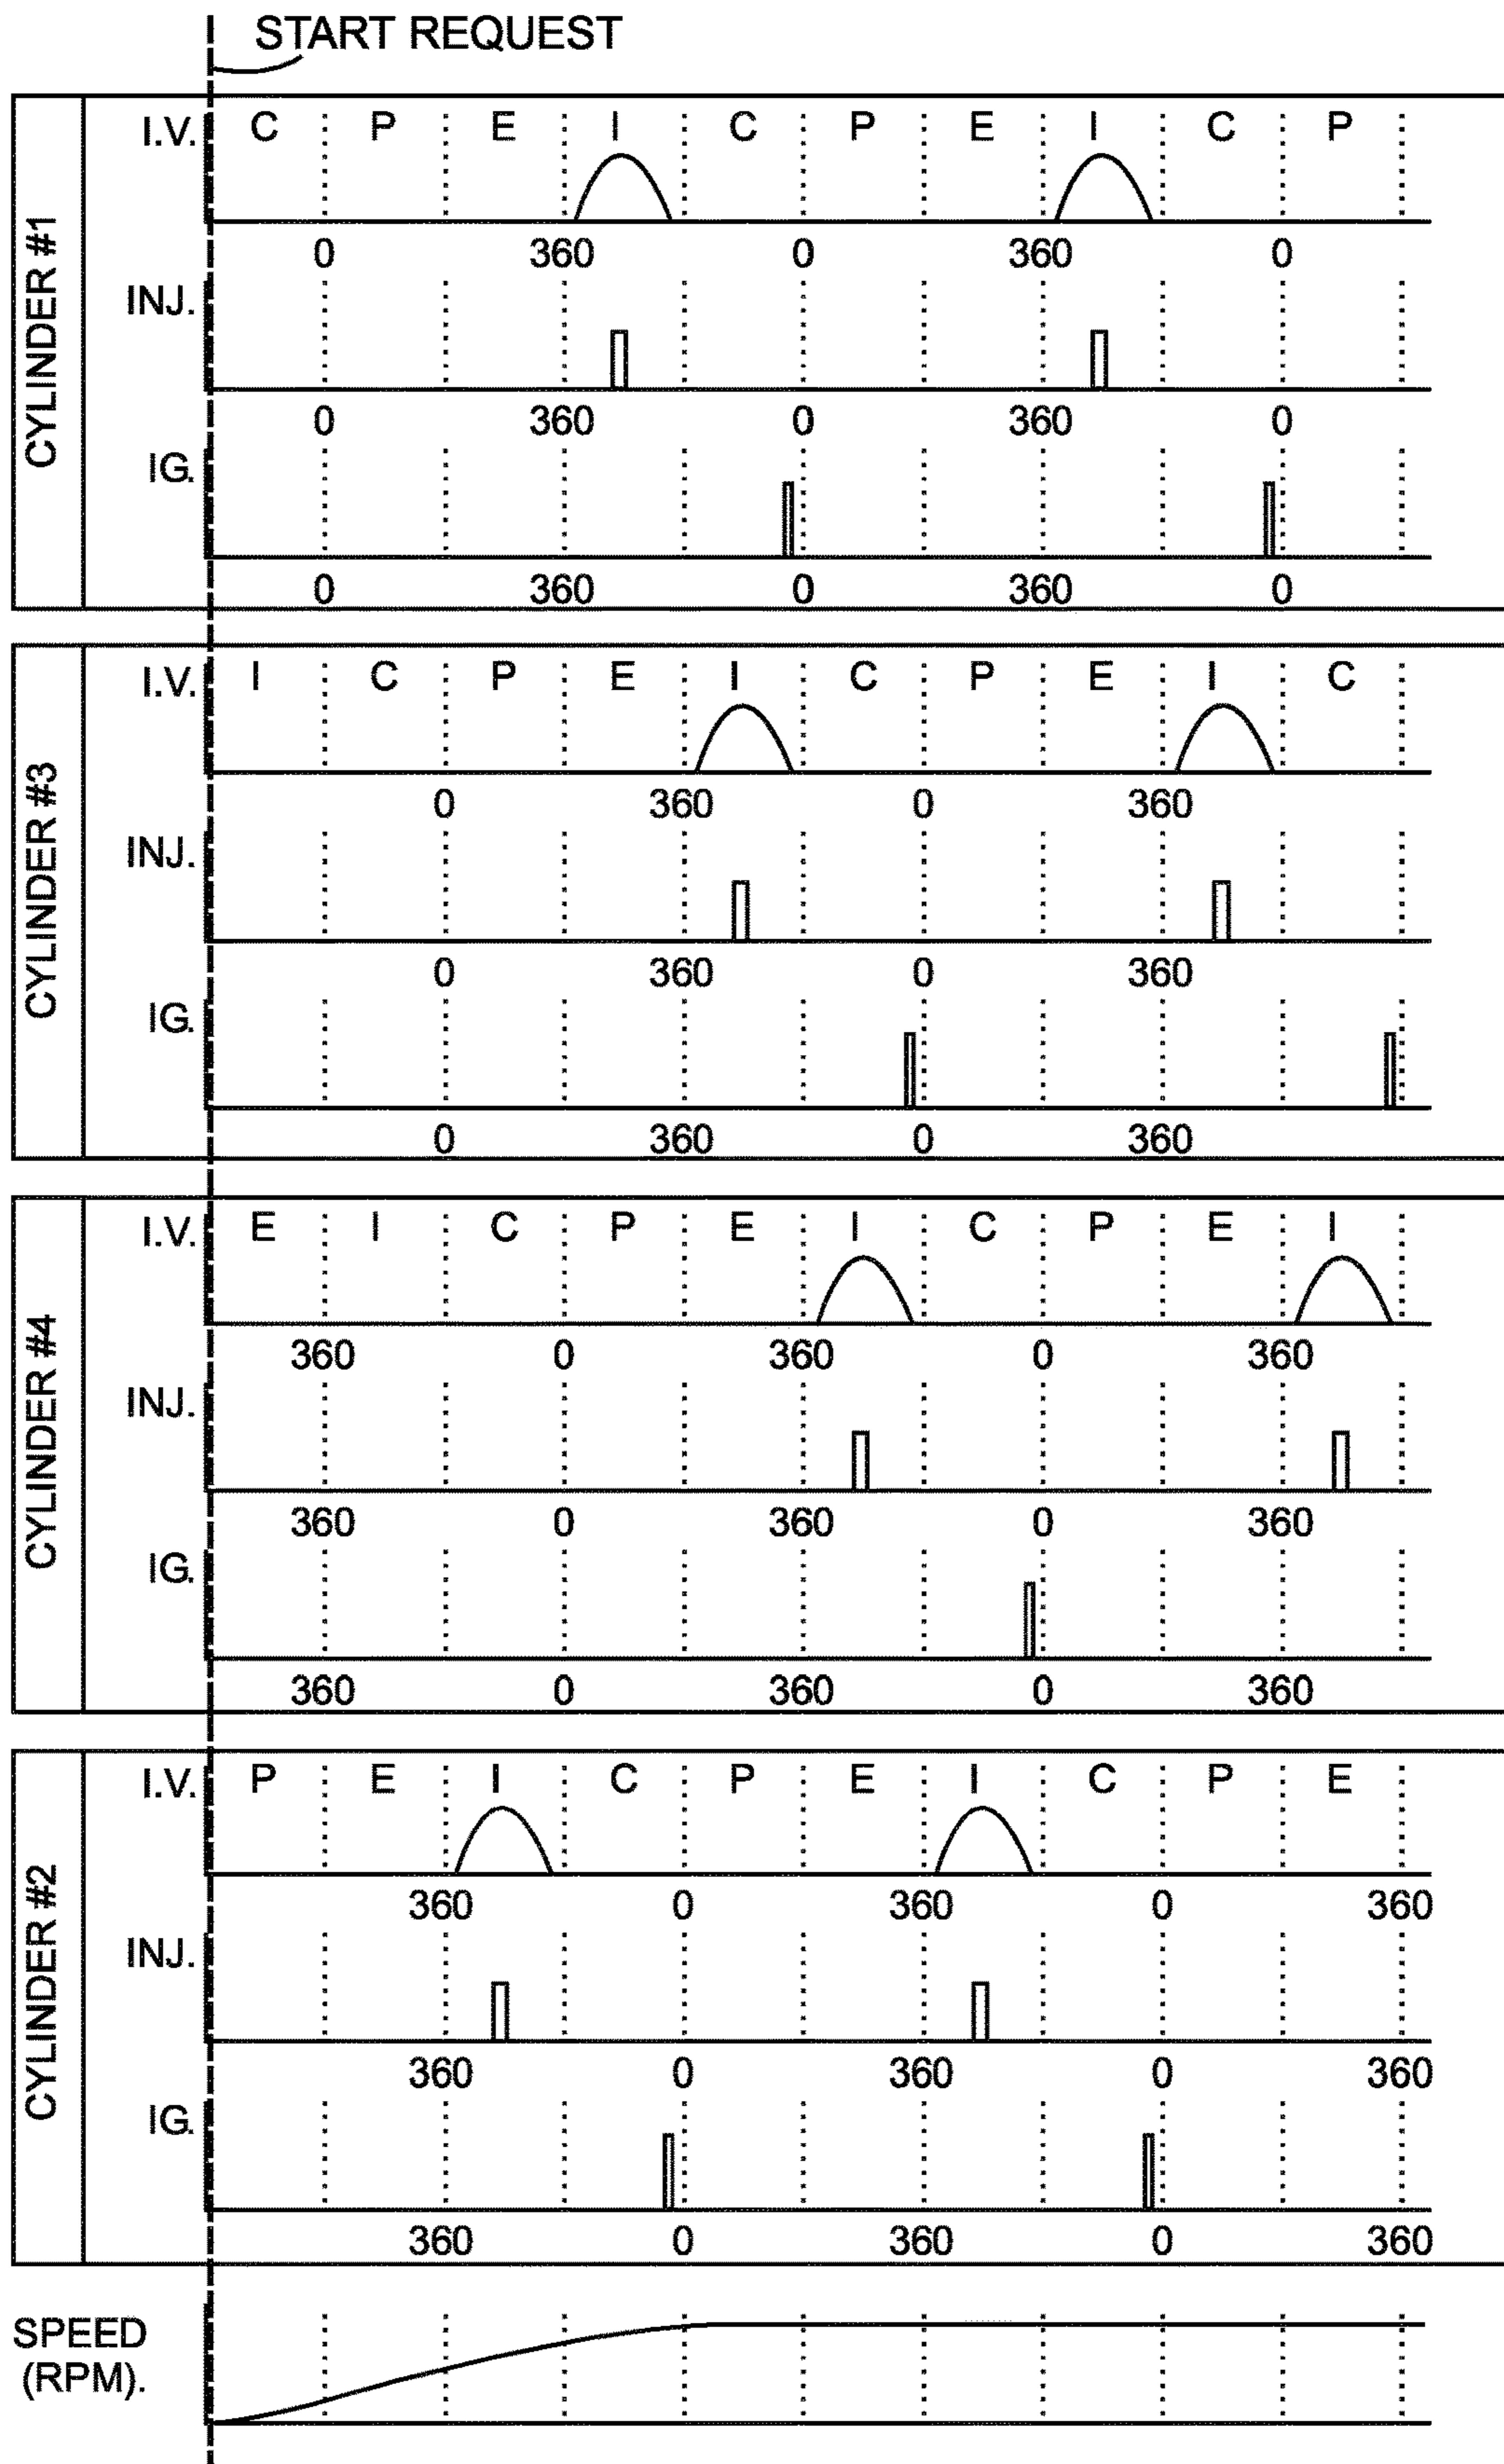 START REQUEST
CYLINDER #1
I.V. C P E I C P E I C P
0 360 0 360 0
INJ.
0 360 0 360 0
IG.
0 360 0 360 0
CYLINDER #3
I.V. I C P E I C P E I C
0 360 0 360
INJ.
0 360 0 360
IG.
0 360 0 360
CYLINDER #4
I.V. E I C P E I C P E I
360 0 360 0 360
INJ.
360 0 360 0 360
IG.
360 0 360 0 360
CYLINDER #2
I.V. P E I C P E I C P E
360 0 360 0 360
INJ.
360 0 360 0 360
IG.
360 0 360 0 360
SPEED
(RPM).